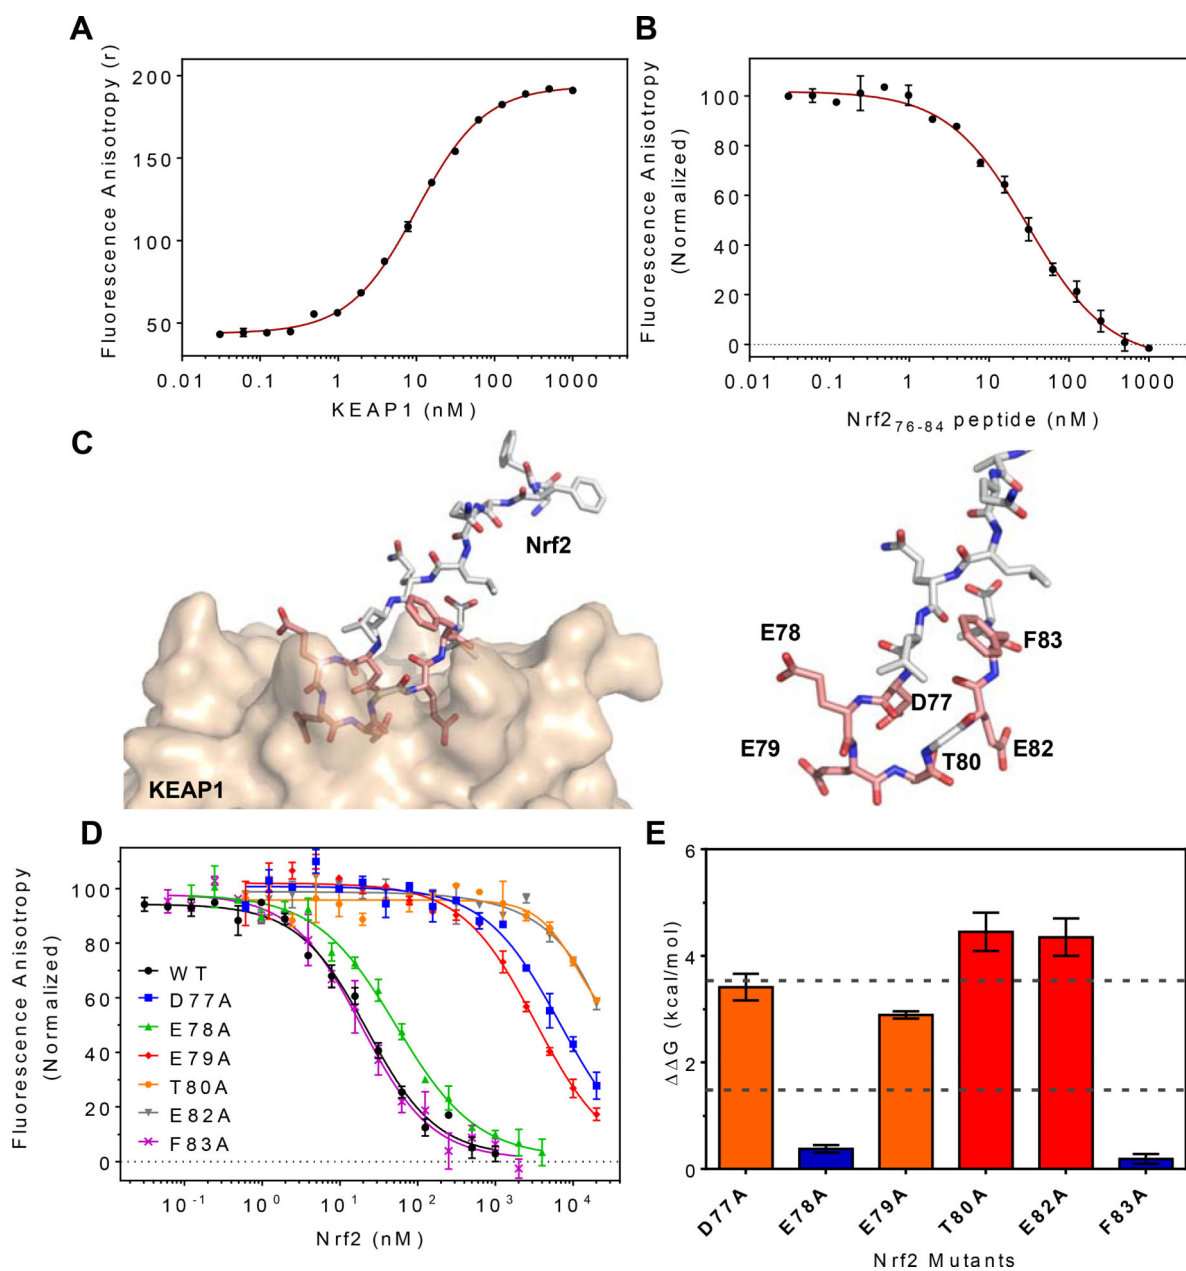 A
Fluorescence Anisotropy (r)
200
150
100
50
0.01 0.1 1 10 100 1000
KEAP1 (nM)
B
Fluorescence Anisotropy
(Normalized)
100
80
60
40
20
0
0.01 0.1 1 10 100 1000
Nrf2₇₆₋₈₄ peptide (nM)
C
Nrf2
KEAP1
E78
F83
D77
E79
T80
E82
D
Fluorescence Anisotropy
(Normalized)
100
80
60
40
20
0
WT
D77A
E78A
E79A
T80A
E82A
F83A
10⁻¹ 10⁰ 10¹ 10² 10³ 10⁴
Nrf2 (nM)
E
ΔΔG (kcal/mol)
6
4
2
0
D77A E78A E79A T80A E82A F83A
Nrf2 Mutants